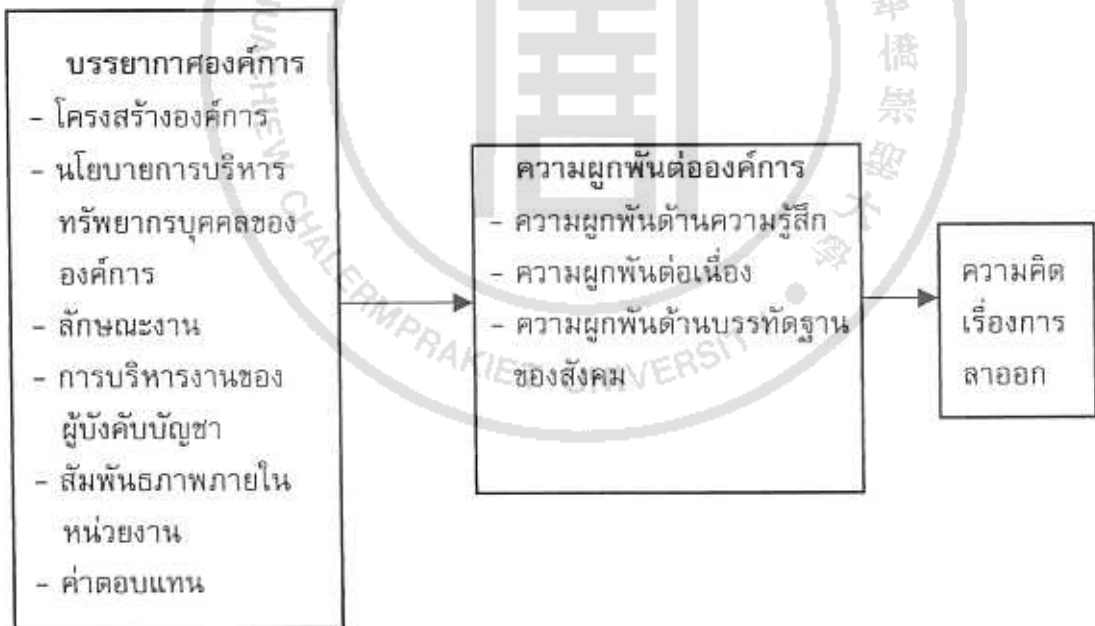 บรรยากาศองค์การ
- โครงสร้างองค์การ
- นโยบายการบริหาร
ทรัพยากรบุคคลของ
องค์การ
- ลักษณะงาน
- การบริหารงานของ
ผู้บังคับบัญชา
- สัมพันธภาพภายใน
หน่วยงาน
- ค่าตอบแทน
ความผูกพันต่อองค์การ
- ความผูกพันด้านความรู้สึก
- ความผูกพันต่อเนื่อง
- ความผูกพันด้านบรรทัดฐาน
ของสังคม
ความคิด
เรื่องการ
ลาออก
CHALERMPRAKIET UNIVERSITY
僑
崇
聖
大
學